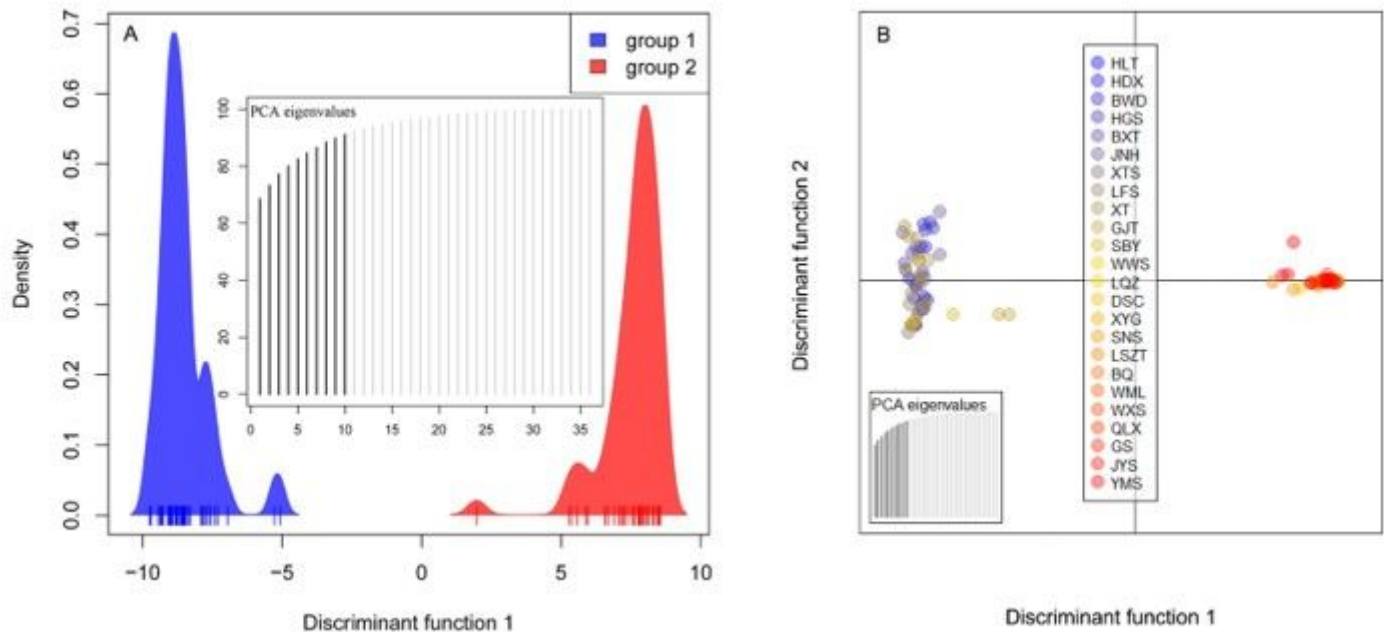 A
group 1
group 2
PCA eigenvalues
100
80
60
40
20
0
0 5 10 15 20 25 30 35
0.7
0.6
0.5
0.4
0.3
0.2
0.1
0.0
Density
−10 −5 0 5 10
Discriminant function 1
B
HLT
HDX
BWD
HGS
BXT
JNH
XTS
LFS
XT
GJT
SBY
WWS
LQZ
DSC
XYG
SNS
LSZT
BQ
WML
WXS
QLX
GS
JYS
YMS
Discriminant function 2
PCA eigenvalues
Discriminant function 1